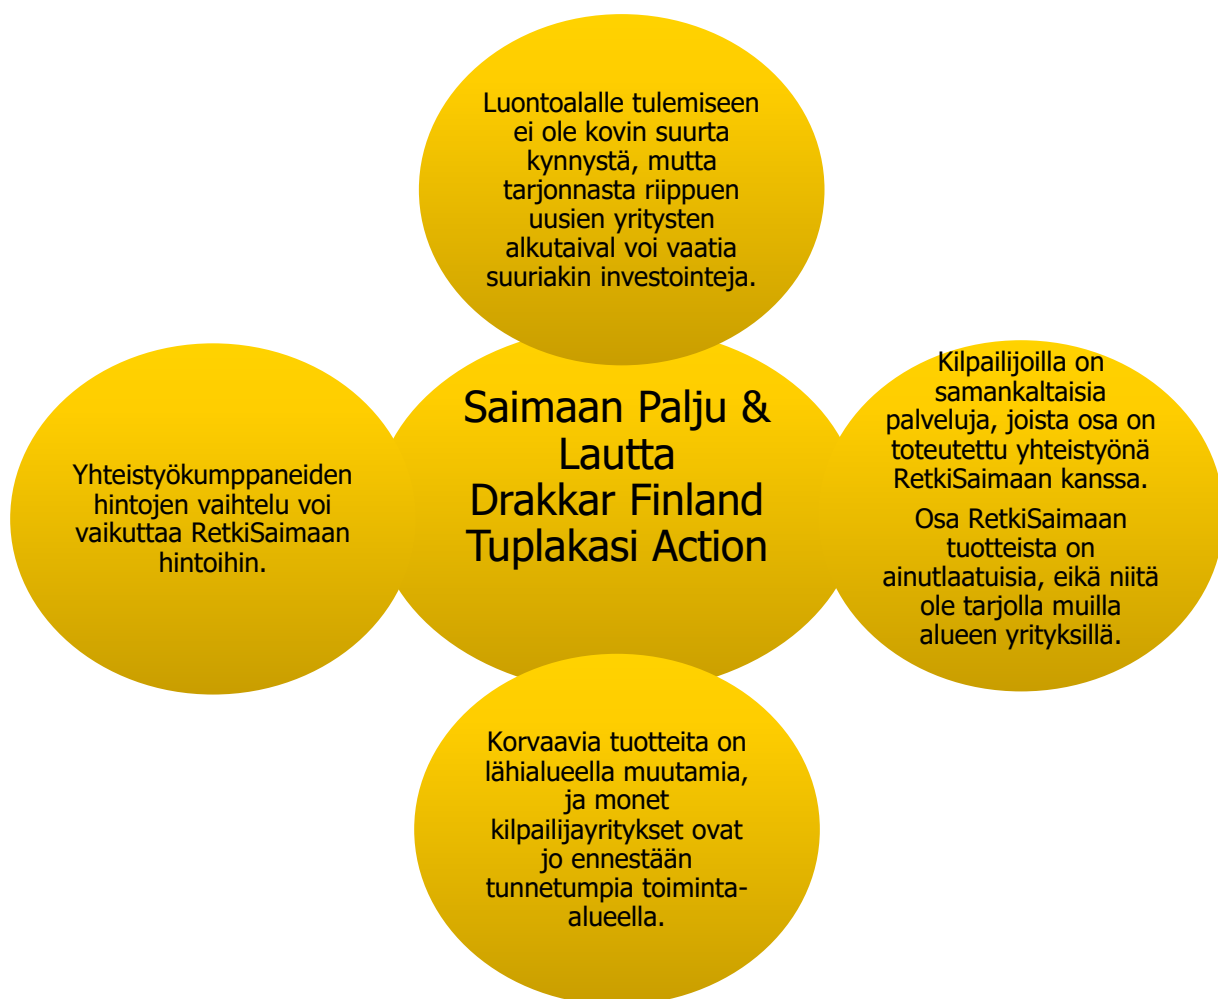 Luontoalalle tulemiseen
ei ole kovin suurta
kynnystä, mutta
tarjonnasta riippuen
uusien yritysten
alkutaival voi vaatia
suuriakin investointeja.
Yhteistyökumppaneiden
hintojen vaihtelu voi
vaikuttaa RetkiSaimaan
hintoihin.
Saimaan Palju &
Lautta
Drakkar Finland
Tuplakasi Action
Kilpailijoilla on
samankaltaisia
palveluja, joista osa on
toteutettu yhteistyönä
RetkiSaimaan kanssa.
Osa RetkiSaimaan
tuotteista on
ainutlaatuisia, eikä niitä
ole tarjolla muilla
alueen yrityksillä.
Korvaavia tuotteita on
lähialueella muutamia,
ja monet
kilpailijayritykset ovat
jo ennestään
tunnetumpia toiminta-
alueella.